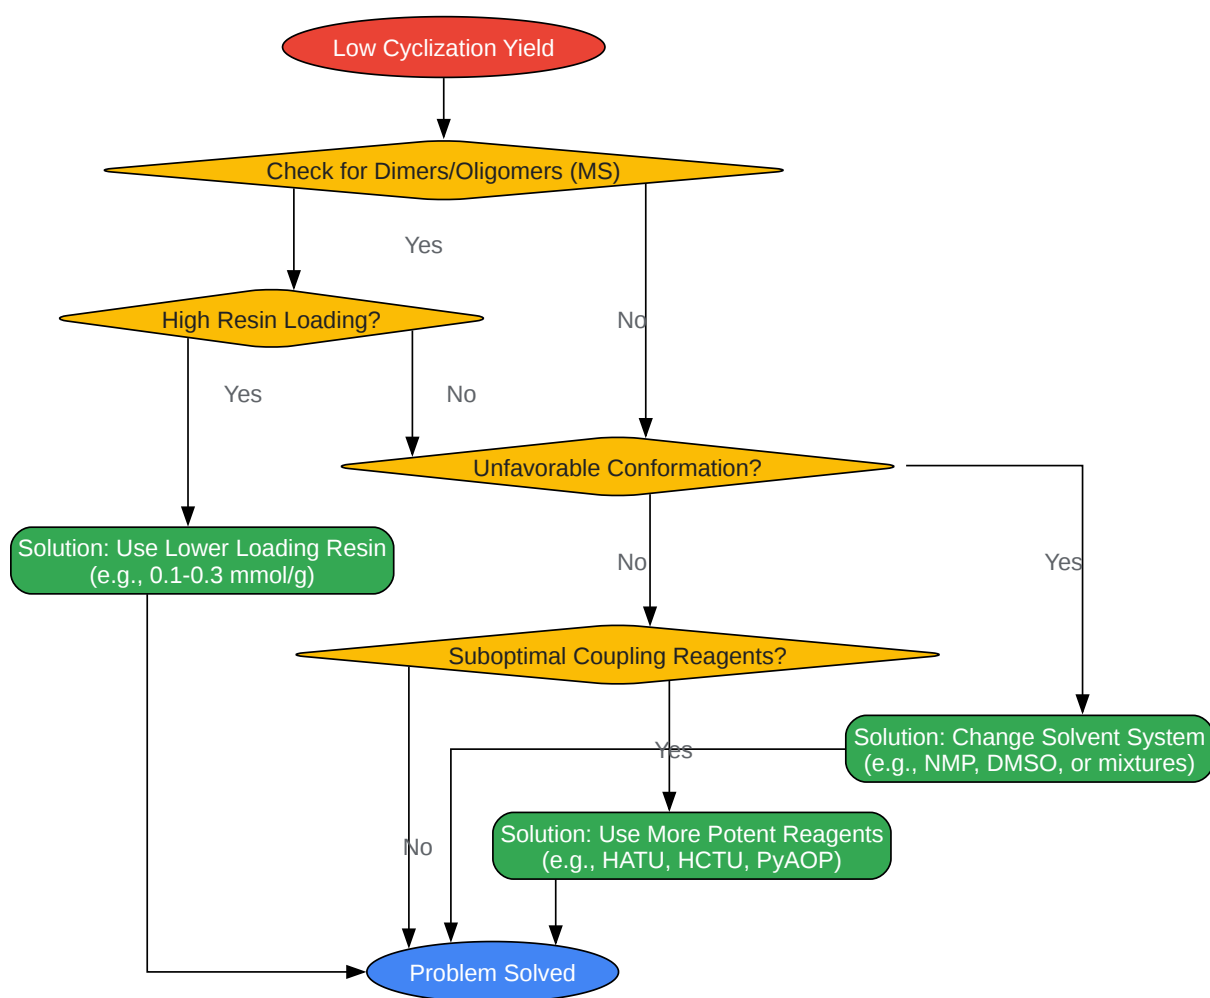 Low Cyclization Yield
Check for Dimers/Oligomers (MS)
Yes
High Resin Loading?
No
Yes
No
Unfavorable Conformation?
Solution: Use Lower Loading Resin
(e.g., 0.1-0.3 mmol/g)
No
Yes
Suboptimal Coupling Reagents?
Solution: Change Solvent System
(e.g., NMP, DMSO, or mixtures)
Yes
Solution: Use More Potent Reagents
(e.g., HATU, HCTU, PyAOP)
No
Problem Solved